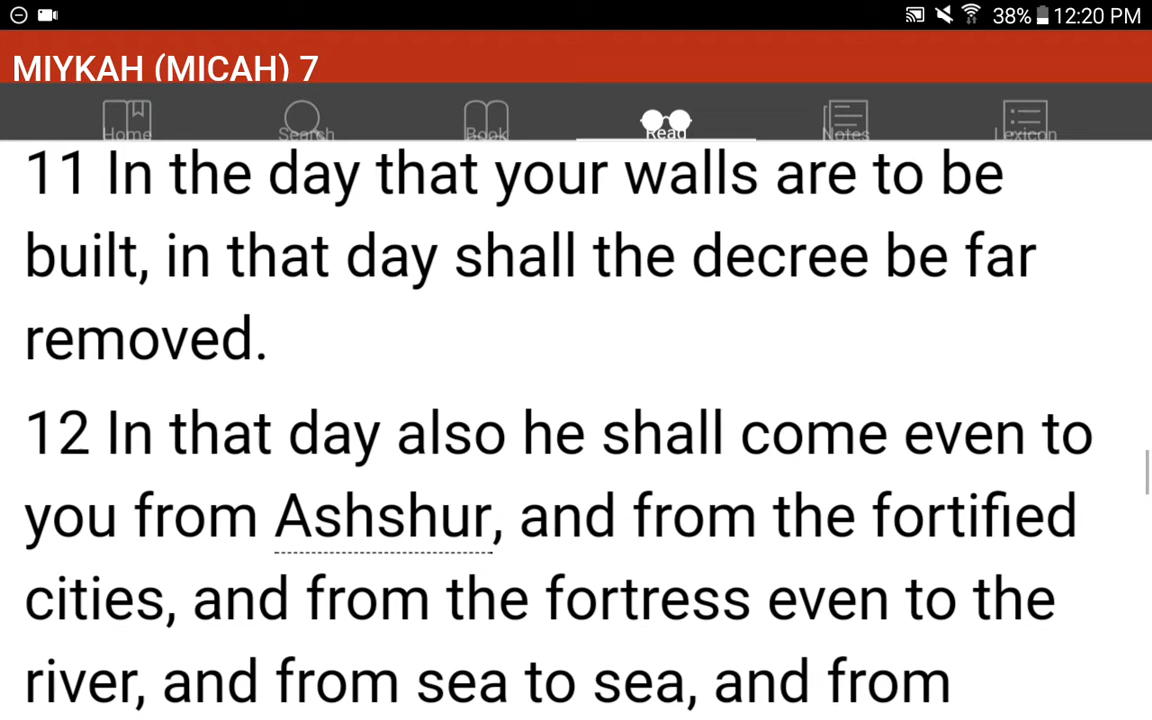 38% 12:20 PM
MIYKAH (MICAH) 7
Home Search Book Read Notes Lexicon
11 In the day that your walls are to be
built, in that day shall the decree be far
removed.
12 In that day also he shall come even to
you from Ashshur, and from the fortified
cities, and from the fortress even to the
river, and from sea to sea, and from